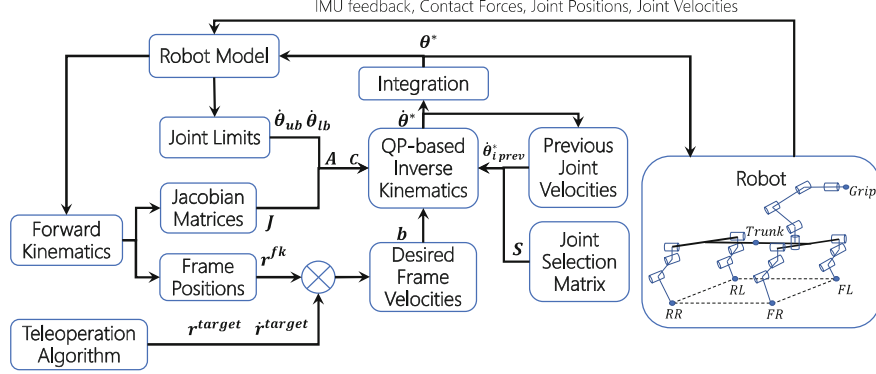 IMU feedback, Contact Forces, Joint Positions, Joint Velocities
Robot Model
θ*
Integration
θ̇ub θ̇lb
θ̇*
Joint Limits
A c
QP-based
Inverse
Kinematics
θ̇*i prev
Previous
Joint
Velocities
Robot
Grip
Trunk
RL
FL
RR
FR
Forward
Kinematics
Jacobian
Matrices
J
b
S
Joint
Selection
Matrix
Frame
Positions
r^fk
Desired
Frame
Velocities
Teleoperation
Algorithm
r^target ṙ^target